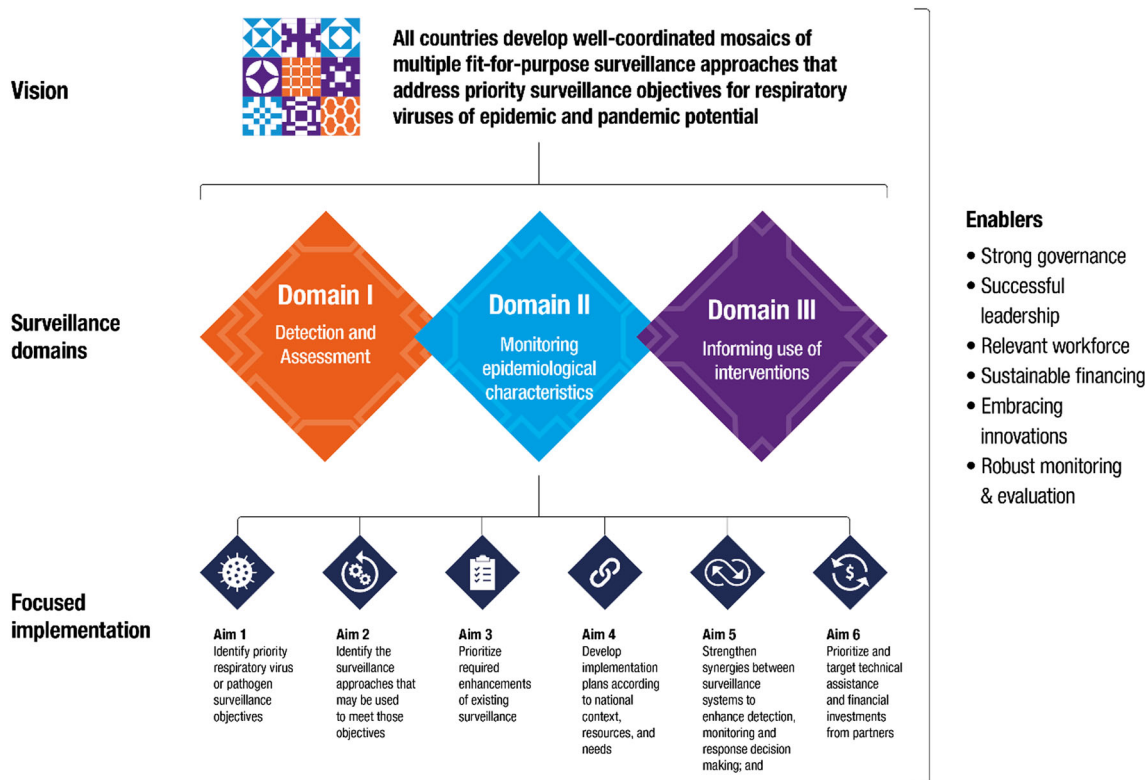 Vision
All countries develop well-coordinated mosaics of
multiple fit-for-purpose surveillance approaches that
address priority surveillance objectives for respiratory
viruses of epidemic and pandemic potential
Surveillance
domains
Domain I
Detection and
Assessment
Domain II
Monitoring
epidemiological
characteristics
Domain III
Informing use of
interventions
Focused
implementation
Aim 1
Identify priority
respiratory virus
or pathogen
surveillance
objectives
Aim 2
Identify the
surveillance
approaches that
may be used
to meet those
objectives
Aim 3
Prioritize
required
enhancements
of existing
surveillance
Aim 4
Develop
implementation
plans according
to national
context,
resources, and
needs
Aim 5
Strengthen
synergies between
surveillance
systems to
enhance detection,
monitoring and
response decision
making; and
$
Aim 6
Prioritize and
target technical
assistance
and financial
investments
from partners
Enablers
• Strong governance
• Successful
leadership
• Relevant workforce
• Sustainable financing
• Embracing
innovations
• Robust monitoring
& evaluation